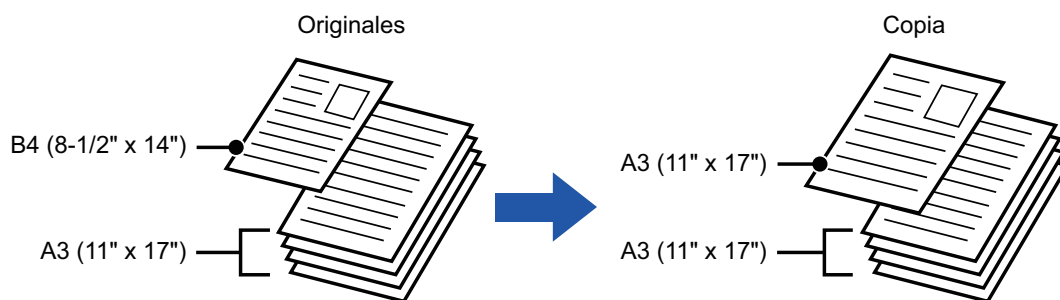 Originales
B4 (8-1/2" x 14")
A3 (11" x 17")
Copia
A3 (11" x 17")
A3 (11" x 17")